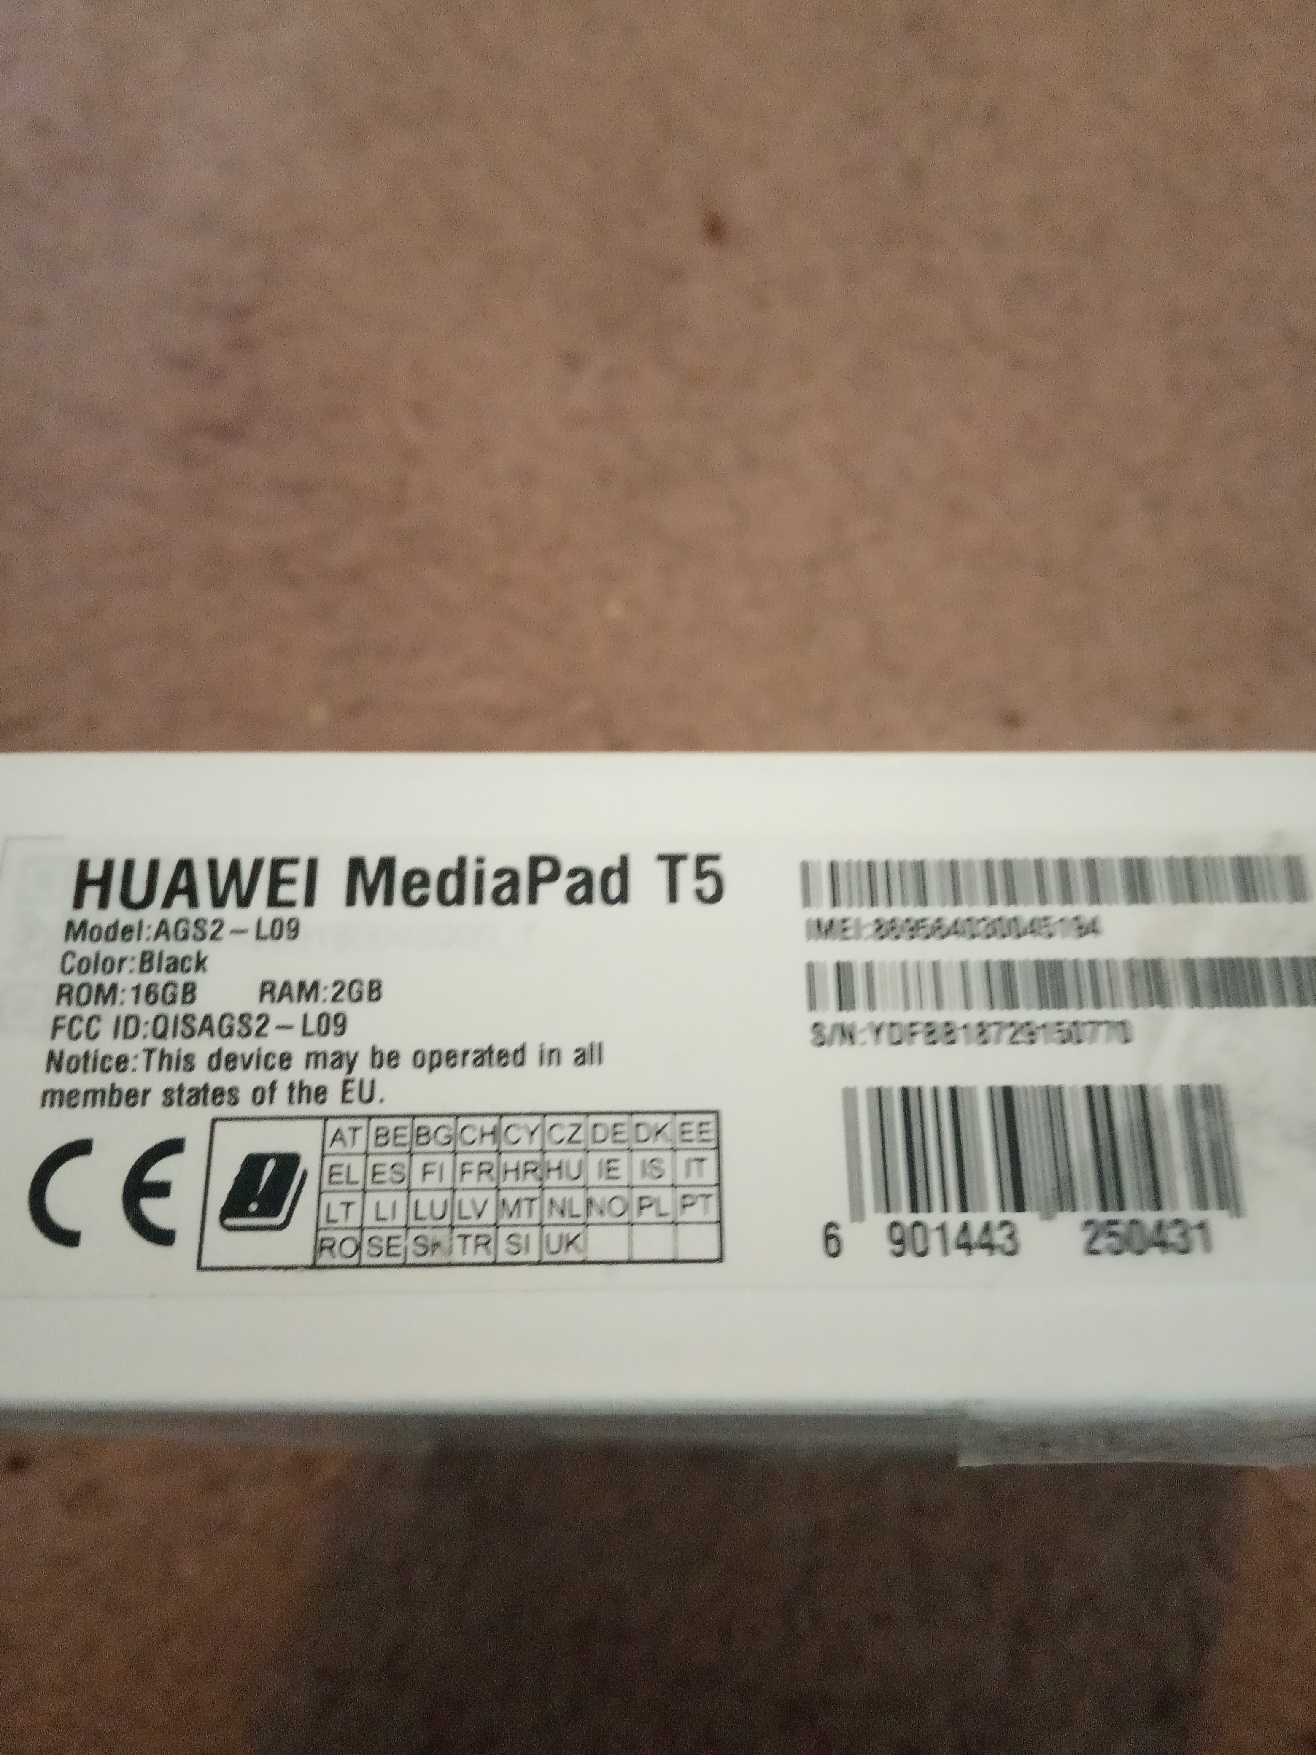 HUAWEI MediaPad T5
Model:AGS2-L09
Color:Black
ROM:16GB RAM:2GB
FCC ID:QISAGS2-L09
Notice:This device may be operated in all
member states of the EU.
CE
AT BE BG CH CY CZ DE DK EE
EL ES FI FR HR HU IE IS IT
LT LI LU LV MT NL NO PL PT
RO SE SK TR SI UK
IMEI:
S/N:
6 901443 250431